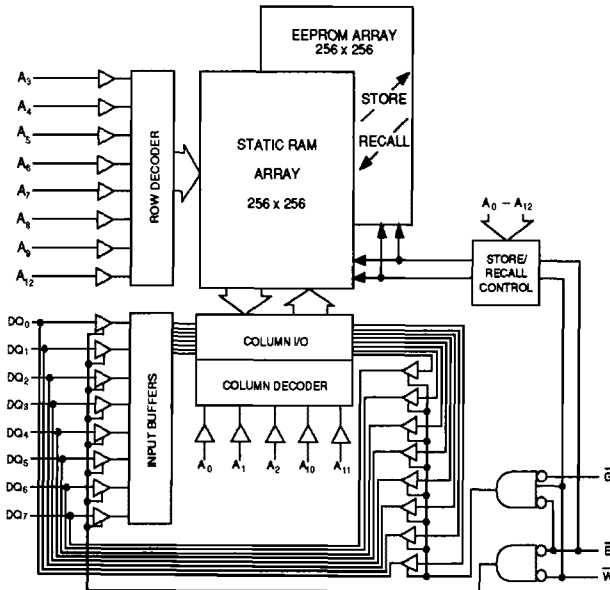 EEPROM ARRAY
256 x 256
STORE
RECALL
STATIC RAM
ARRAY
256 x 256
A3
A4
A5
A6
A7
A8
A9
A12
ROW DECODER
A0 – A12
STORE/
RECALL
CONTROL
DQ0
DQ1
DQ2
DQ3
DQ4
DQ5
DQ6
DQ7
INPUT BUFFERS
COLUMN I/O
COLUMN DECODER
A0
A1
A2
A10
A11
G
E
W